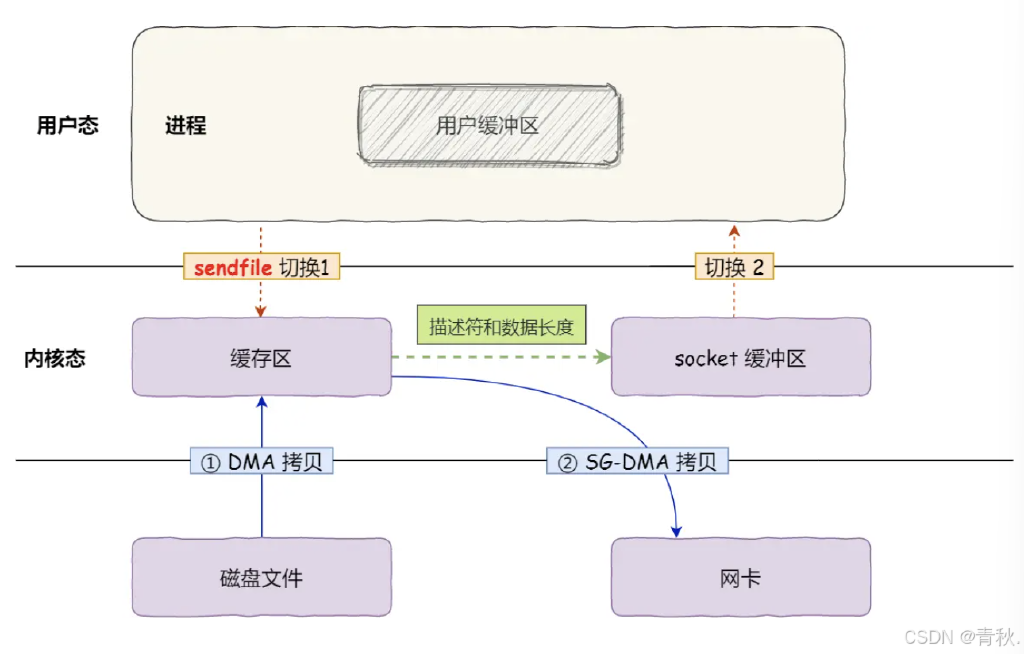 用户态
进程
用户缓冲区
sendfile 切换1
切换 2
描述符和数据长度
内核态
缓存区
socket 缓冲区
① DMA 拷贝
② SG-DMA 拷贝
磁盘文件
网卡
CSDN @青秋.